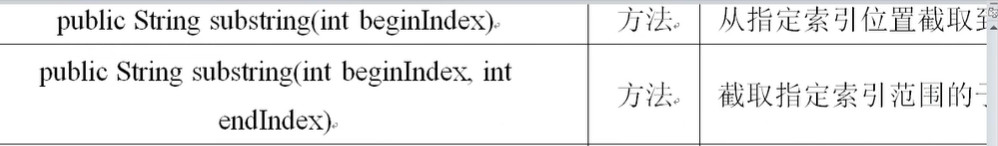 public String substring(int beginIndex)
方法
从指定索引位置截取到
public String substring(int beginIndex, int
endIndex)
方法
截取指定索引范围的